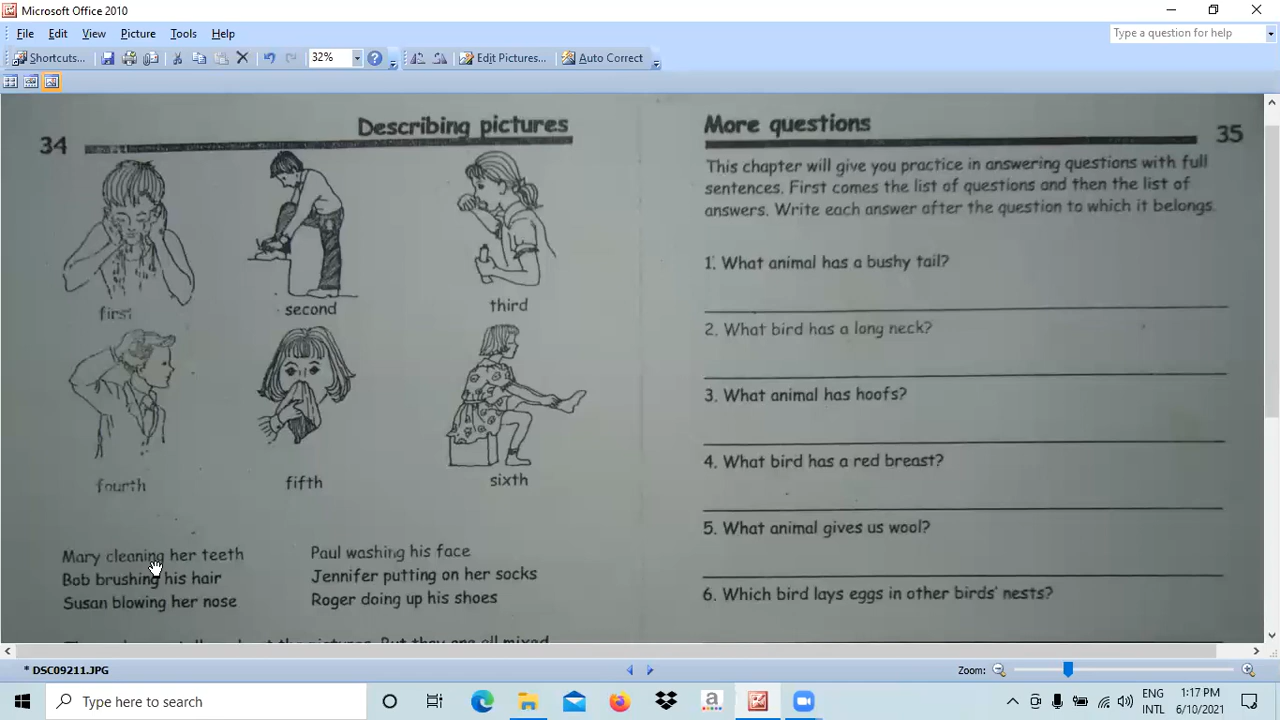 Microsoft Office 2010
File Edit View Picture Tools Help
Type a question for help
Shortcuts...
32%
Edit Pictures...
Auto Correct
34
Describing pictures
first
second
third
fourth
fifth
sixth
Mary cleaning her teeth
Bob brushing his hair
Susan blowing her nose
Paul washing his face
Jennifer putting on her socks
Roger doing up his shoes
More questions
35
This chapter will give you practice in answering questions with full
sentences. First comes the list of questions and then the list of
answers. Write each answer after the question to which it belongs.
1. What animal has a bushy tail?
2. What bird has a long neck?
3. What animal has hoofs?
4. What bird has a red breast?
5. What animal gives us wool?
6. Which bird lays eggs in other birds' nests?
* DSC09211.JPG
Zoom:
Type here to search
a
ENG
INTL
1:17 PM
6/10/2021